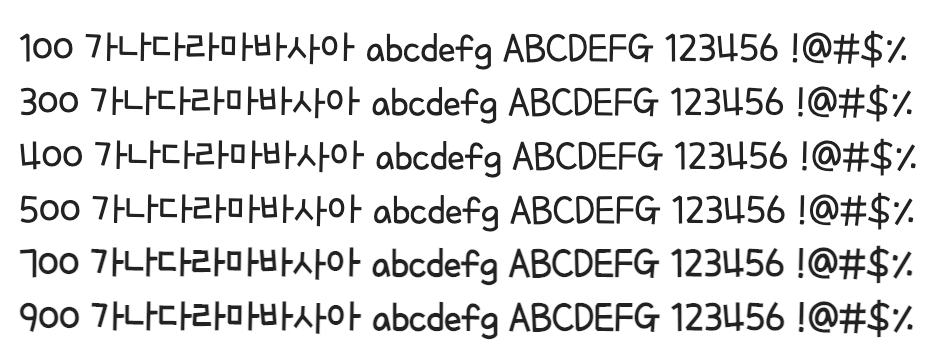 100 가나다라마바사아 abcdefg ABCDEFG 123456 !@#$%
300 가나다라마바사아 abcdefg ABCDEFG 123456 !@#$%
400 가나다라마바사아 abcdefg ABCDEFG 123456 !@#$%
500 가나다라마바사아 abcdefg ABCDEFG 123456 !@#$%
700 가나다라마바사아 abcdefg ABCDEFG 123456 !@#$%
900 가나다라마바사아 abcdefg ABCDEFG 123456 !@#$%